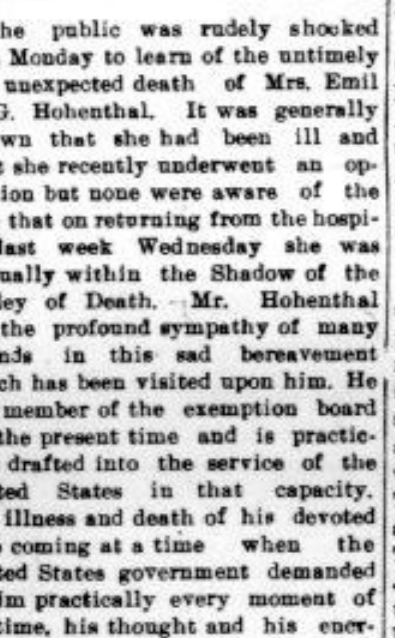 he public was rudely shocked
Monday to learn of the untimely
unexpected death of Mrs. Emil
G. Hohenthal. It was generally
wn that she had been ill and
t she recently underwent an op-
tion but none were aware of the
that on returning from the hospi-
last week Wednesday she was
ually within the Shadow of the
ley of Death. Mr. Hohenthal
the profound sympathy of many
nds in this sad bereavement
ch has been visited upon him. He
member of the exemption board
the present time and is practic-
drafted into the service of the
ted States in that capacity.
illness and death of his devoted
coming at a time when the
ted States government demanded
im practically every moment of
time, his thought and his ener-